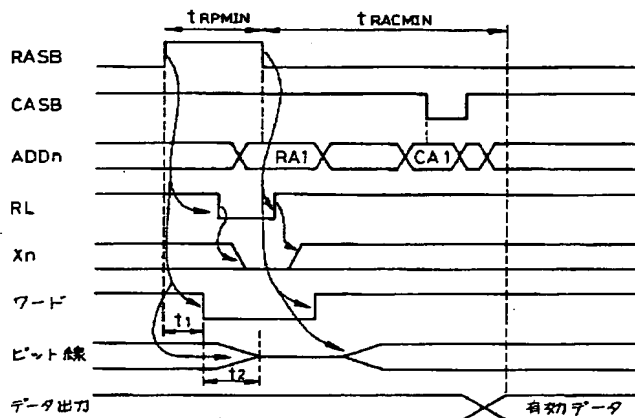 tRPMIN tRACMIN
RASB
CASB
ADDn RA1 CA1
RL
Xn
ワード
t1
ビット線
t2
データ出力 有効データ